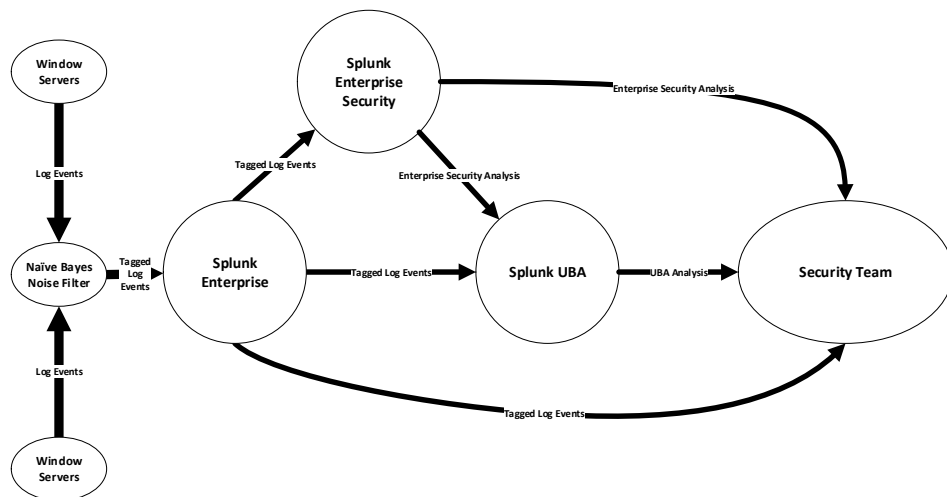 Window
Servers
Log Events
Naïve Bayes
Noise Filter
Log Events
Window
Servers
Tagged
Log
Events
Splunk
Enterprise
Tagged Log Events
Splunk
Enterprise
Security
Enterprise Security Analysis
Enterprise Security Analysis
Tagged Log Events
Splunk UBA
UBA Analysis
Security Team
Tagged Log Events